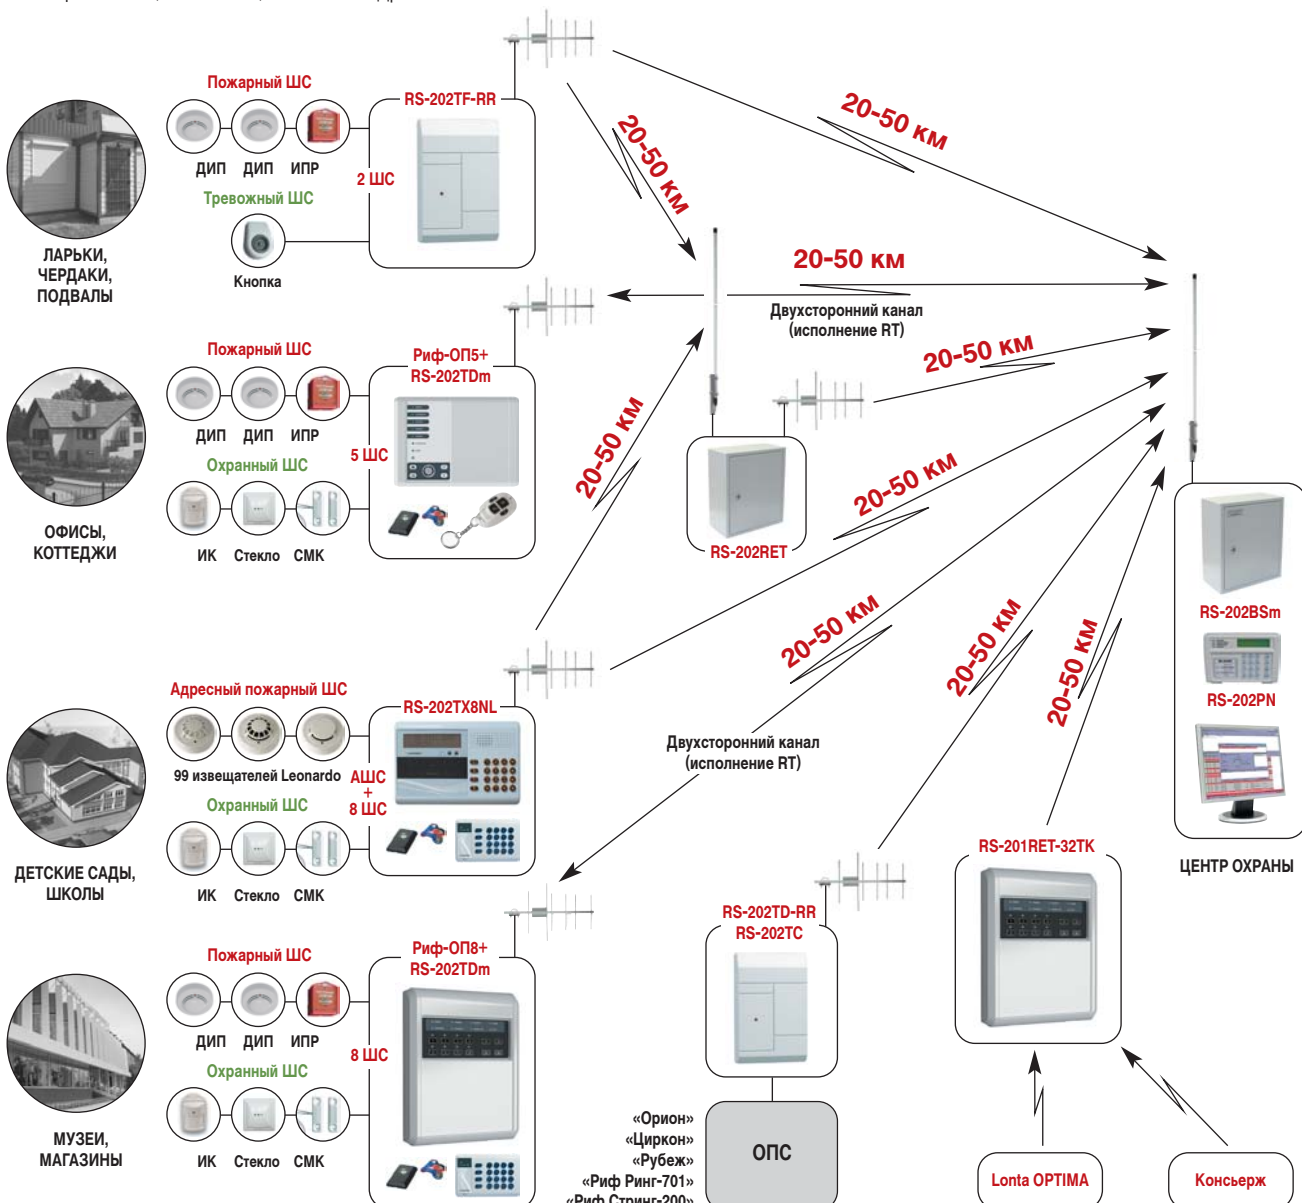 Пожарный ШС
RS-202TF-RR
20-50 км
20-50 км
ДИП ДИП ИПР
2 ШС
Тревожный ШС
Кнопка
ЛАРЬКИ,
ЧЕРДАКИ,
ПОДВАЛЫ
20-50 км
Двухсторонний канал
(исполнение RT)
Пожарный ШС
Риф-ОП5+
RS-202TDm
20-50 км
ДИП ДИП ИПР
Охранный ШС
5 ШС
20-50 км
20-50 км
ОФИСЫ,
КОТТЕДЖИ
ИК Стекло СМК
RS-202RET
RS-202BSm
RS-202PN
ЦЕНТР ОХРАНЫ
20-50 км
20-50 км
20-50 км
Адресный пожарный ШС
RS-202TX8NL
99 извещателей Leonardo
АШС
+
8 ШС
Охранный ШС
Двухсторонний канал
(исполнение RT)
ДЕТСКИЕ САДЫ,
ШКОЛЫ
ИК Стекло СМК
RS-201RET-32TK
RS-202TD-RR
RS-202TC
Пожарный ШС
Риф-ОП8+
RS-202TDm
ДИП ДИП ИПР
8 ШС
Охранный ШС
МУЗЕИ,
МАГАЗИНЫ
ИК Стекло СМК
«Орион»
«Циркон»
«Рубеж»
«Риф Ринг-701»
«Риф Стринг-200»
ОПС
Lonta OPTIMA
Консьерж